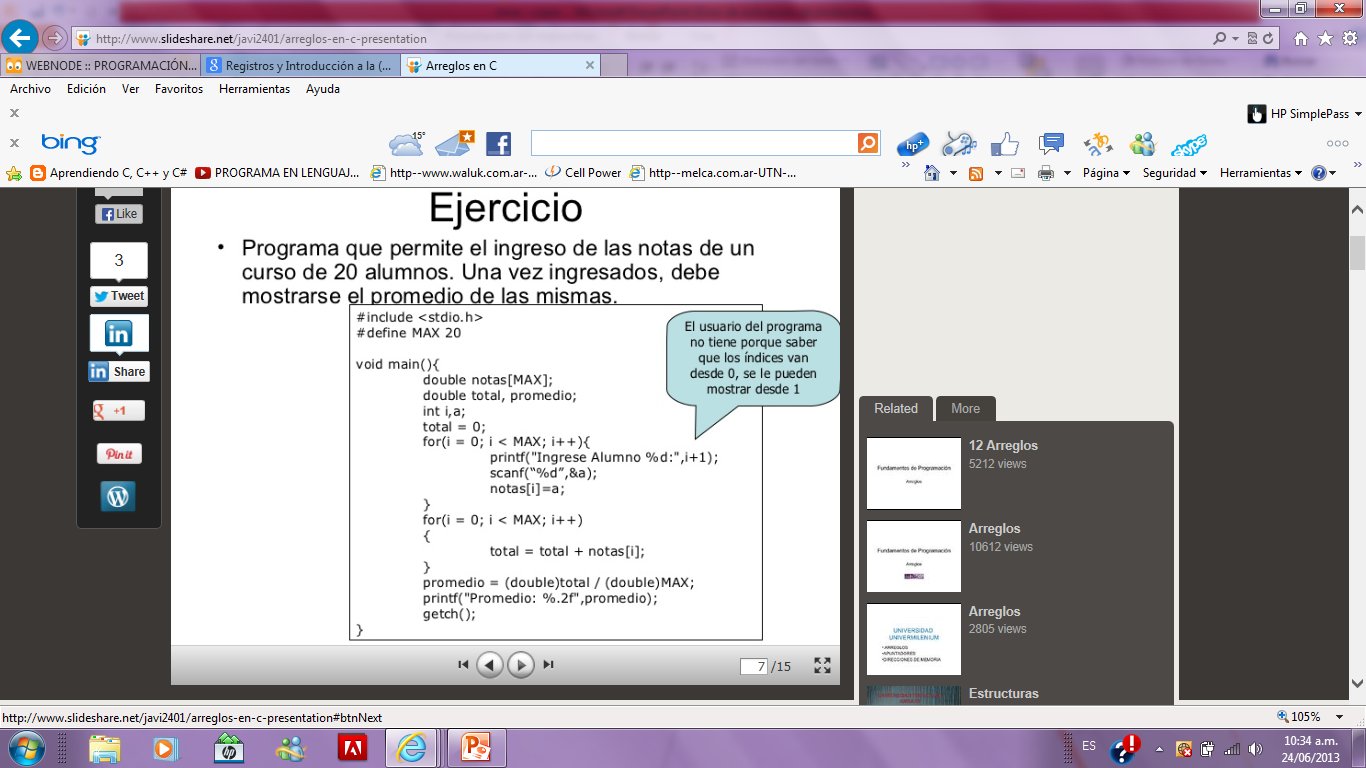 http://www.slideshare.net/javi2401/arreglos-en-c-presentation
WEBNODE :: PROGRAMACIÓN...
Registros y Introducción a la (...
Arreglos en C
Archivo Edición Ver Favoritos Herramientas Ayuda
HP SimplePass
bing
15°
hp+
skype
Aprendiendo C, C++ y C#
PROGRAMA EN LENGUAJ...
http--www.waluk.com.ar-...
Cell Power
http--melca.com.ar-UTN-...
Página Seguridad Herramientas
Like
3
Tweet
in
in Share
+1
Pin it
Ejercicio
• Programa que permite el ingreso de las notas de un
curso de 20 alumnos. Una vez ingresados, debe
mostrarse el promedio de las mismas.
#include <stdio.h>
#define MAX 20
void main(){
double notas[MAX];
double total, promedio;
int i,a;
total = 0;
for(i = 0; i < MAX; i++){
printf("Ingrese Alumno %d:",i+1);
scanf("%d",&a);
notas[i]=a;
}
for(i = 0; i < MAX; i++)
{
total = total + notas[i];
}
promedio = (double)total / (double)MAX;
printf("Promedio: %.2f",promedio);
getch();
}
El usuario del programa
no tiene porque saber
que los índices van
desde 0, se le pueden
mostrar desde 1
7 /15
Related More
Fundamentos de Programación
Arreglos
12 Arreglos
5212 views
Fundamentos de Programación
Arreglos
Arreglos
10612 views
UNIVERSIDAD
UNIVERMILENIUM
• ARREGLOS
•APUNTADORES
•DIRECCIONES DE MEMORIA
Arreglos
2805 views
Estructuras
http://www.slideshare.net/javi2401/arreglos-en-c-presentation#btnNext
105%
ES
10:34 a.m.
24/06/2013